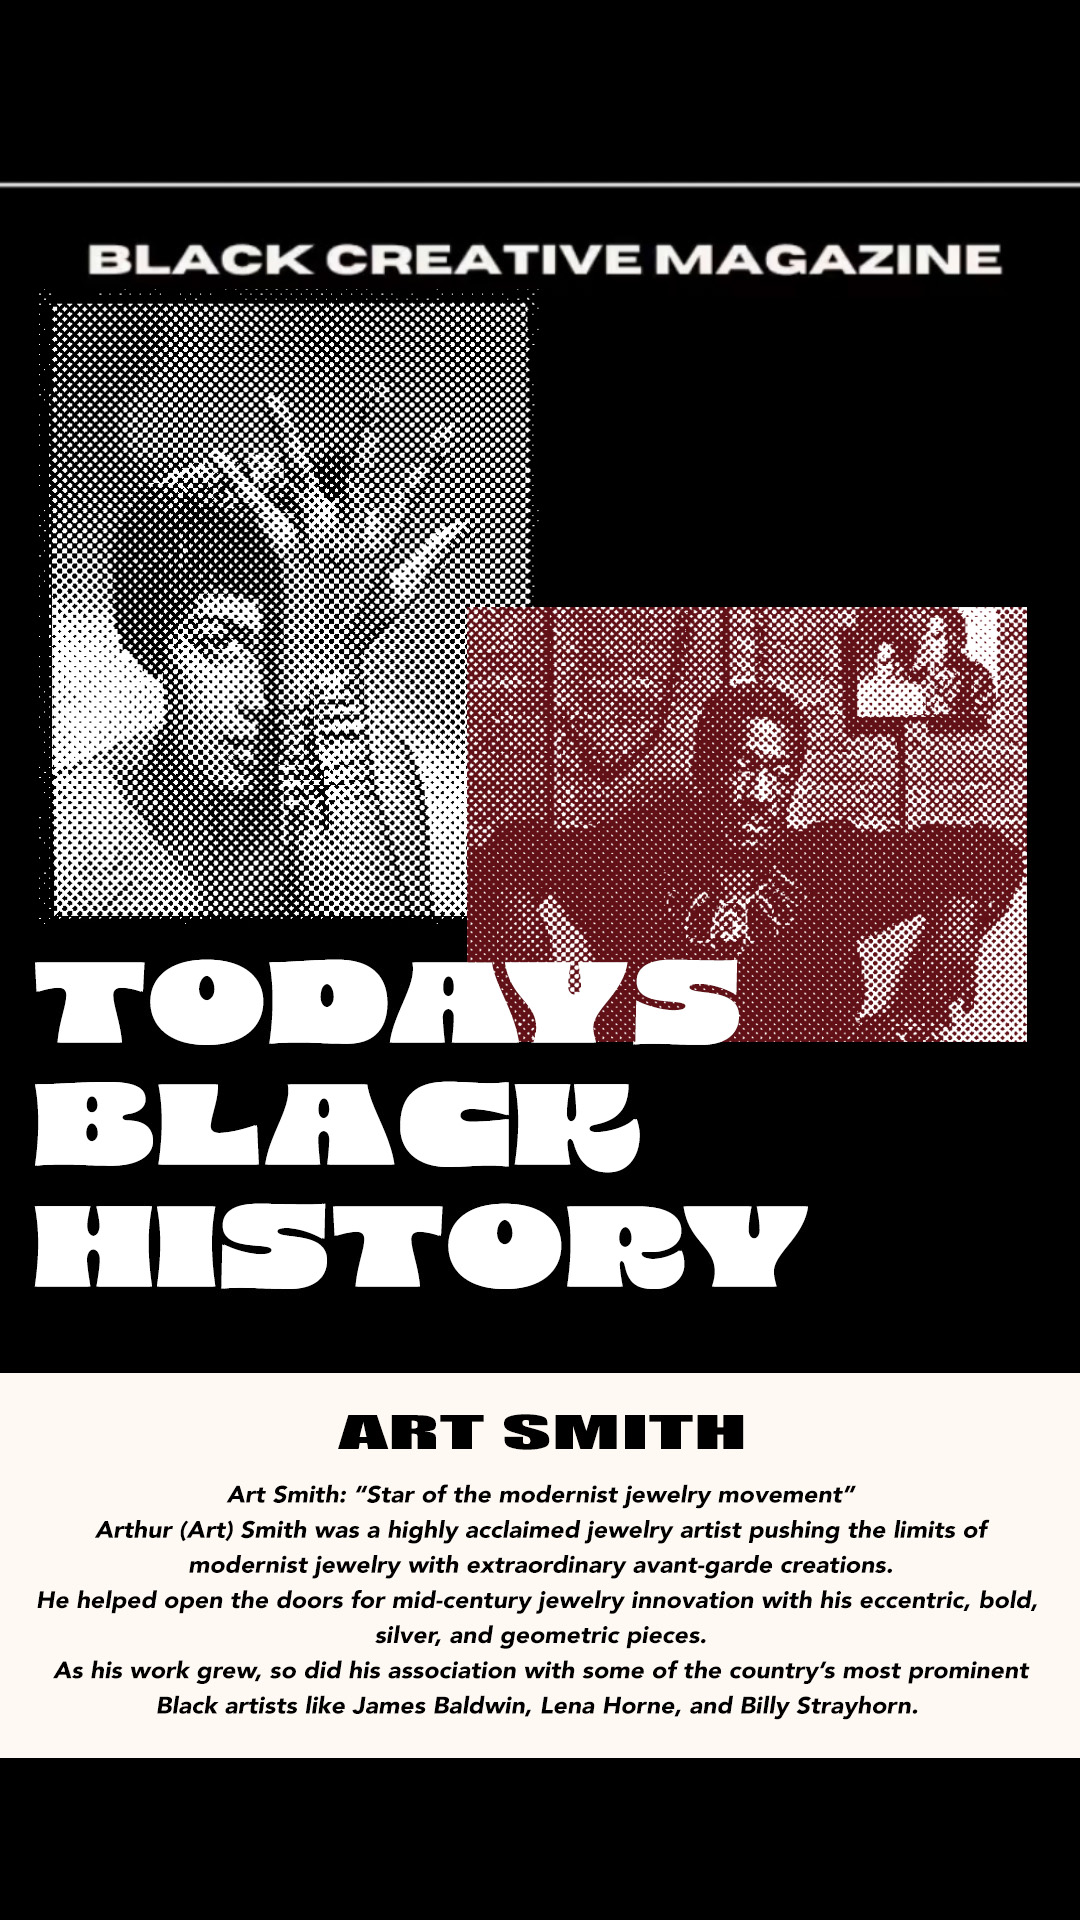 BLACK CREATIVE MAGAZINE
TODAYS
BLACK
HISTORY
ART SMITH
Art Smith: “Star of the modernist jewelry movement”
Arthur (Art) Smith was a highly acclaimed jewelry artist pushing the limits of
modernist jewelry with extraordinary avant-garde creations.
He helped open the doors for mid-century jewelry innovation with his eccentric, bold,
silver, and geometric pieces.
As his work grew, so did his association with some of the country’s most prominent
Black artists like James Baldwin, Lena Horne, and Billy Strayhorn.